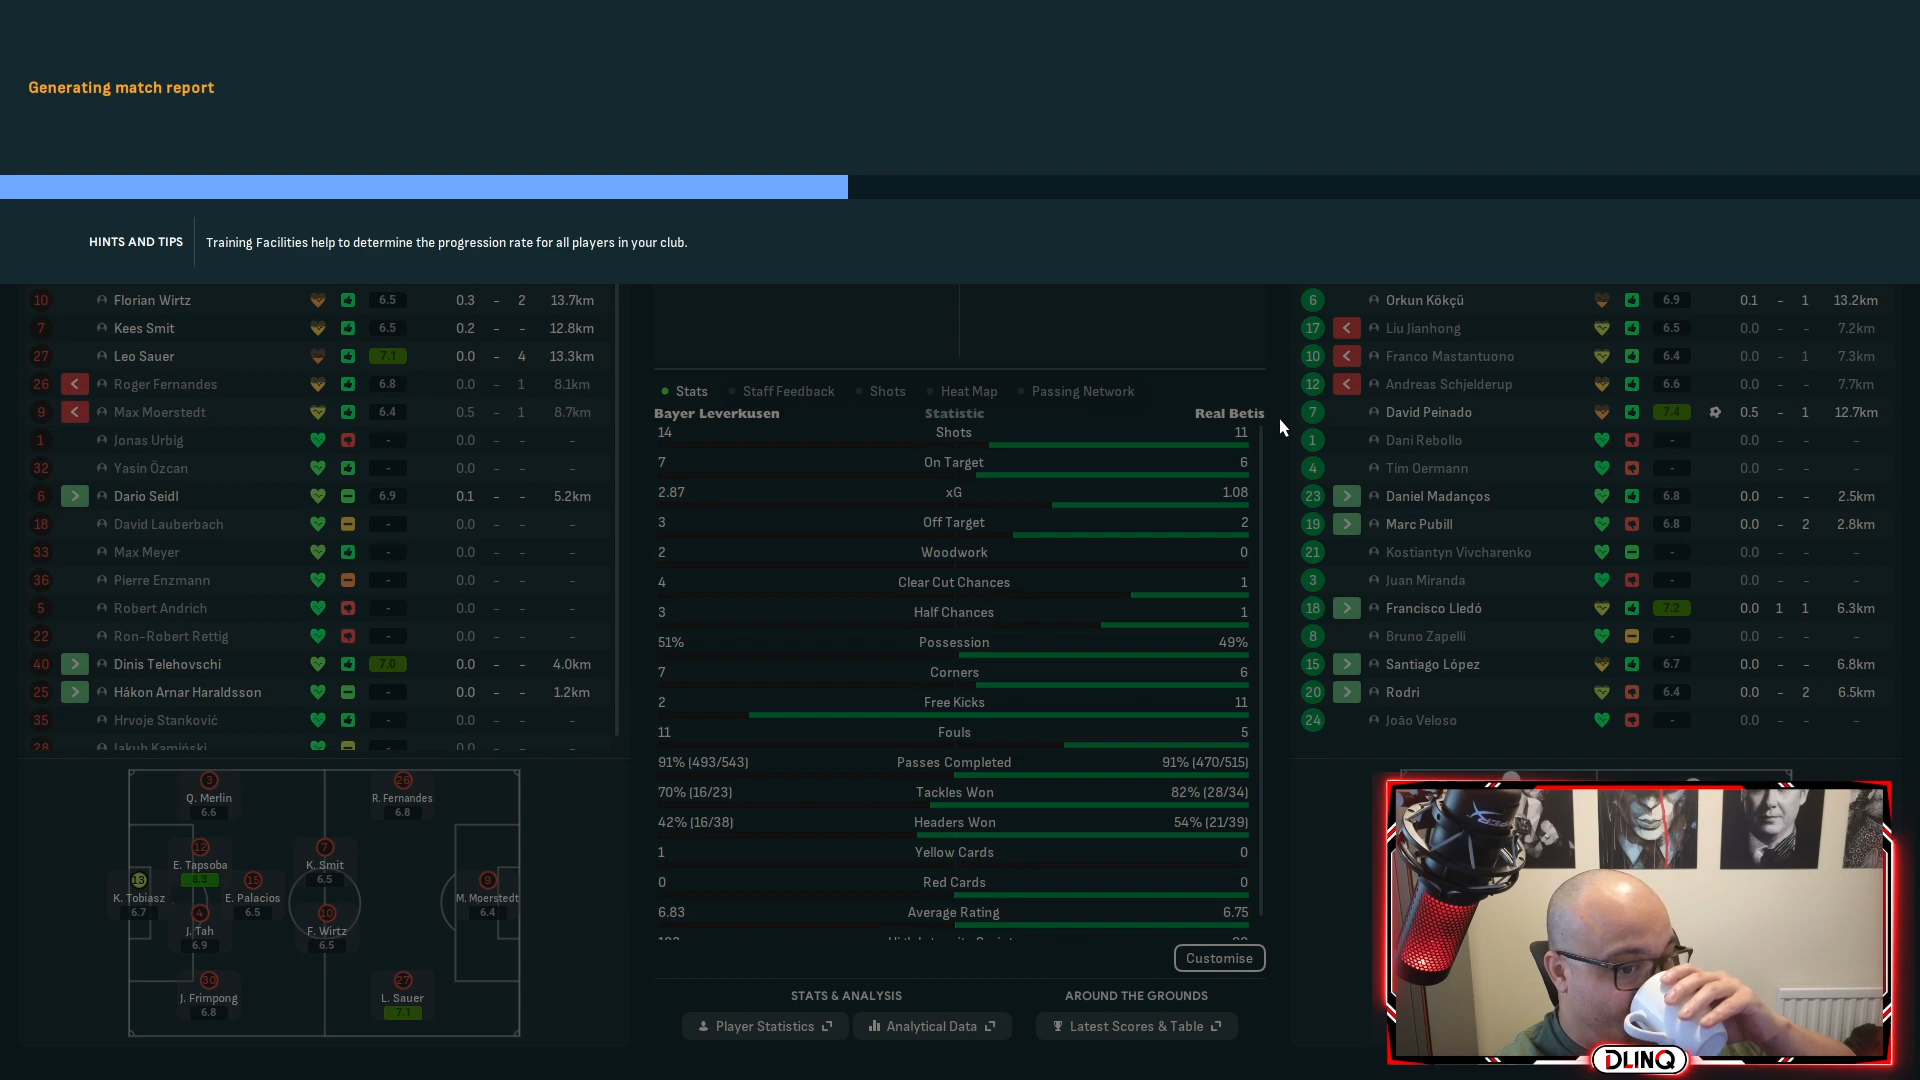 Generating match report
HINTS AND TIPS Training Facilities help to determine the progression rate for all players in your club.
10 Florian Wirtz 6.5 0.3 - 2 13.7km
7 Kees Smit 6.5 0.2 - - 12.8km
27 Leo Sauer 7.1 0.0 - 4 13.3km
26 Roger Fernandes 6.8 0.0 - 1 8.1km
9 Max Moerstedt 6.4 0.5 - 1 8.7km
1 Jonas Urbig - 0.0 - - -
32 Yasin Özcan - 0.0 - - -
6 Dario Seidl 6.9 0.1 - - 5.2km
18 David Lauberbach - 0.0 - - -
33 Max Meyer - 0.0 - - -
36 Pierre Enzmann - 0.0 - - -
5 Robert Andrich - 0.0 - - -
22 Ron-Robert Rettig - 0.0 - - -
40 Dinis Telehovschi 7.0 0.0 - - 4.0km
25 Hákon Arnar Haraldsson - 0.0 - - 1.2km
35 Hrvoje Stanković - 0.0 - - -
28 Jakub Kamiński 0.0
3
Q. Merlin
6.6
26
R. Fernandes
6.8
12
E. Tapsoba
8.3
7
K. Smit
6.5
13
K. Tobiasz
6.7
15
E. Palacios
6.5
9
M. Moerstedt
6.4
4
J. Tah
6.9
10
F. Wirtz
6.5
30
J. Frimpong
6.8
27
L. Sauer
7.1
Stats Staff Feedback Shots Heat Map Passing Network
Bayer Leverkusen Statistic Real Betis
14 Shots 11
7 On Target 6
2.87 xG 1.08
3 Off Target 2
2 Woodwork 0
4 Clear Cut Chances 1
3 Half Chances 1
51% Possession 49%
7 Corners 6
2 Free Kicks 11
11 Fouls 5
91% (493/543) Passes Completed 91% (470/515)
70% (16/23) Tackles Won 82% (28/34)
42% (16/38) Headers Won 54% (21/39)
1 Yellow Cards 0
0 Red Cards 0
6.83 Average Rating 6.75
Customise
STATS & ANALYSIS AROUND THE GROUNDS
Player Statistics Analytical Data Latest Scores & Table
6 Orkun Kökçü 6.9 0.1 - 1 13.2km
17 Liu Jianhong 6.5 0.0 - - 7.2km
10 Franco Mastantuono 6.4 0.0 - 1 7.3km
12 Andreas Schjelderup 6.6 0.0 - - 7.7km
7 David Peinado 7.4 0.5 - 1 12.7km
1 Dani Rebollo - 0.0 - - -
4 Tim Oermann - 0.0 - - -
23 Daniel Madanços 6.8 0.0 - - 2.5km
19 Marc Pubill 6.8 0.0 - 2 2.8km
21 Kostiantyn Vivcharenko - 0.0 - - -
3 Juan Miranda - 0.0 - - -
18 Francisco Lledó 7.2 0.0 1 1 6.3km
8 Bruno Zapelli - 0.0 - - -
15 Santiago López 6.7 0.0 - - 6.8km
20 Rodri 6.4 0.0 - 2 6.5km
24 João Veloso - 0.0 - - -
DLINQ